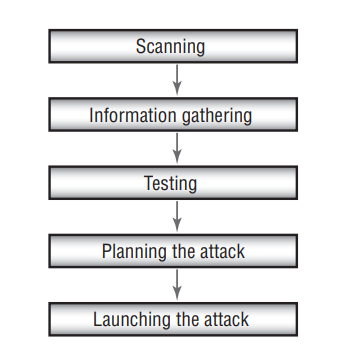 Scanning
Information gathering
Testing
Planning the attack
Launching the attack